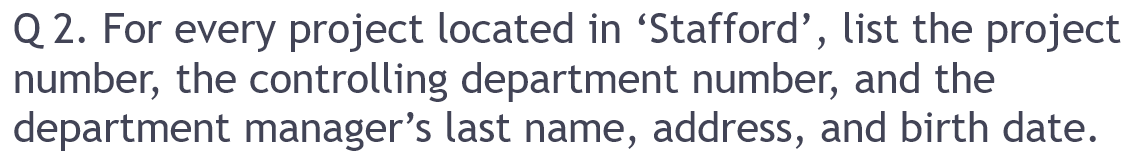 Q 2. For every project located in ‘Stafford’, list the project
number, the controlling department number, and the
department manager’s last name, address, and birth date.